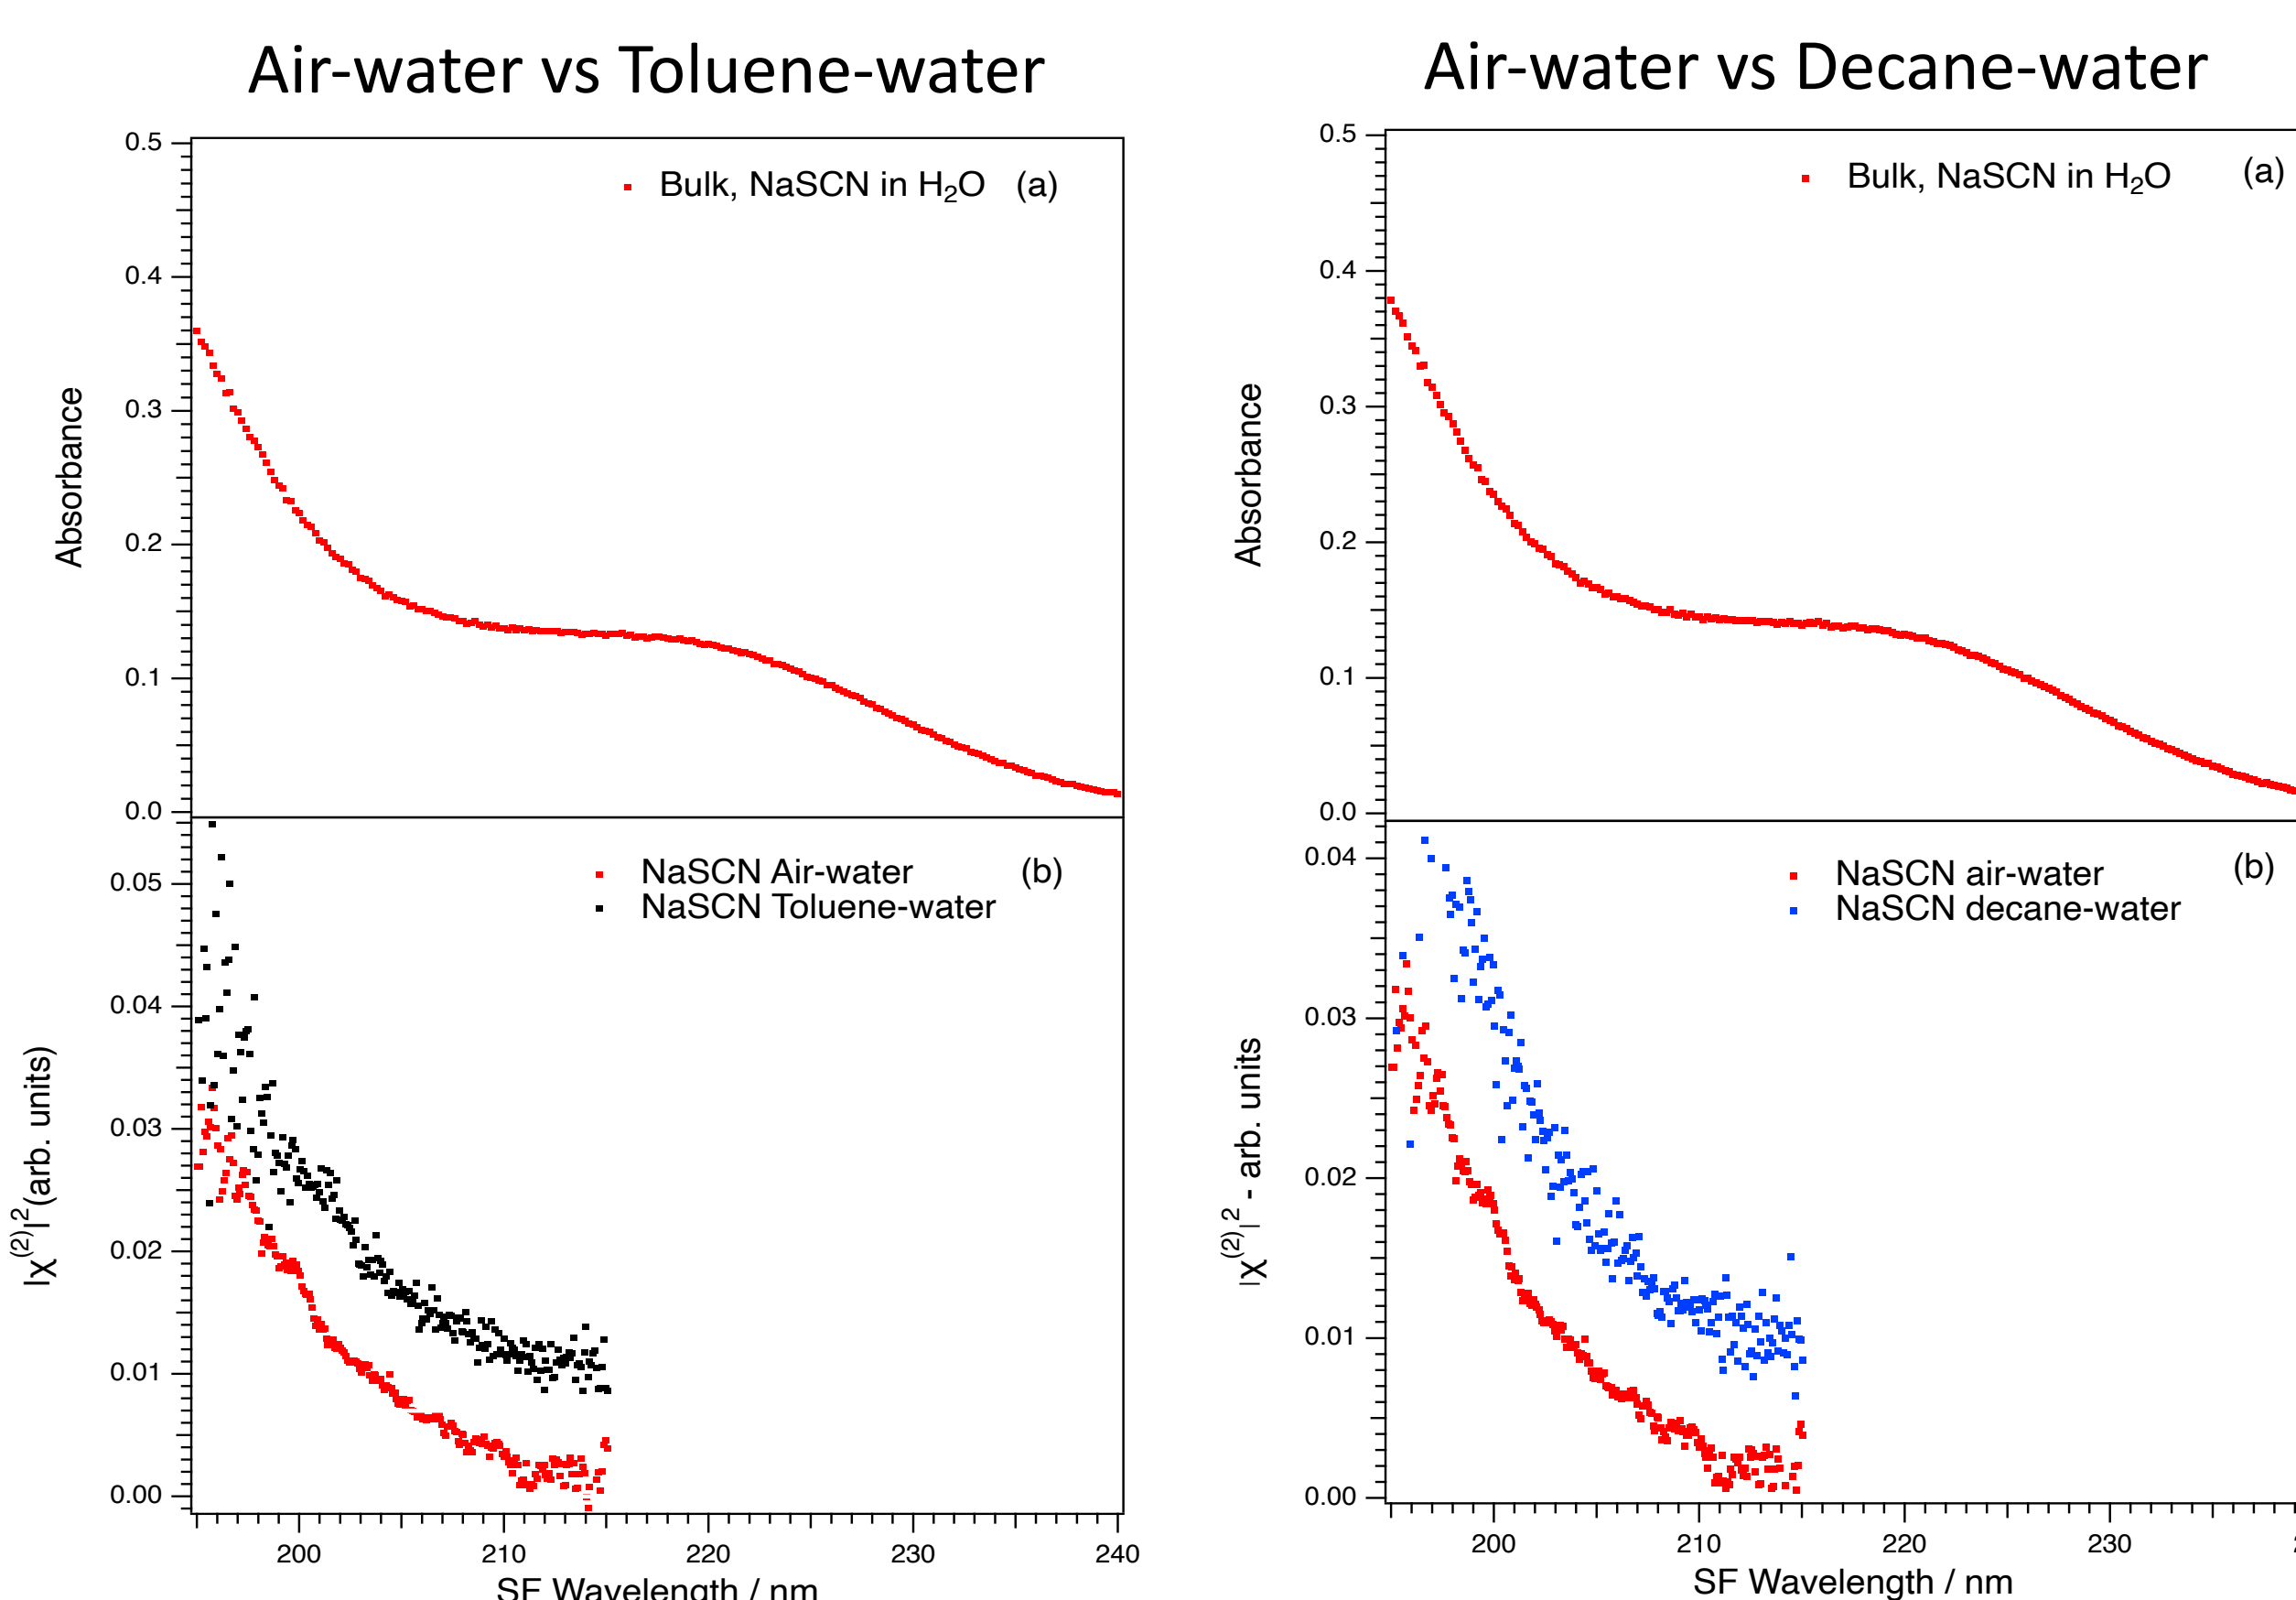 Air-water vs Toluene-water
0.5
0.4
0.3
0.2
0.1
0.0
Absorbance
Bulk, NaSCN in H₂O (a)
0.05
0.04
0.03
0.02
0.01
0.00
|χ⁽²⁾|² (arb. units)
NaSCN Air-water (b)
NaSCN Toluene-water
200 210 220 230 240
SF Wavelength / nm
Air-water vs Decane-water
0.5
0.4
0.3
0.2
0.1
0.0
Absorbance
Bulk, NaSCN in H₂O (a)
0.04
0.03
0.02
0.01
0.00
|χ⁽²⁾|² - arb. units
NaSCN air-water (b)
NaSCN decane-water
200 210 220 230
SF Wavelength / nm